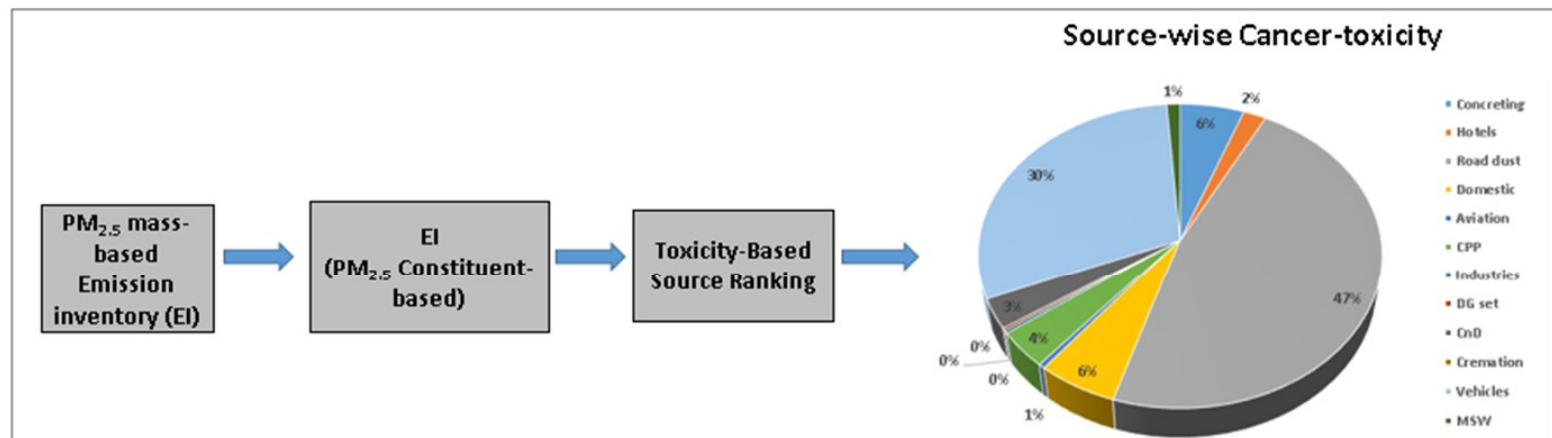 Source-wise Cancer-toxicity
PM2.5 mass-
based
Emission
inventory (EI)
EI
(PM2.5 Constituent-
based)
Toxicity-Based
Source Ranking
1%
6%
2%
30%
47%
3%
4%
6%
0%
0%
0%
1%
Concreting
Hotels
Road dust
Domestic
Aviation
CPP
Industries
DG set
CnD
Cremation
Vehicles
MSW